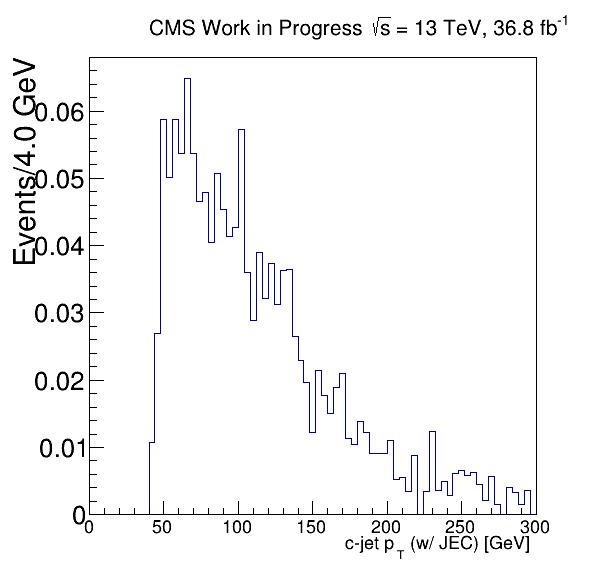 CMS Work in Progress √s = 13 TeV, 36.8 fb⁻¹
Events/4.0 GeV
0.06
0.05
0.04
0.03
0.02
0.01
0
0 50 100 150 200 250 300
c-jet p_T (w/ JEC) [GeV]